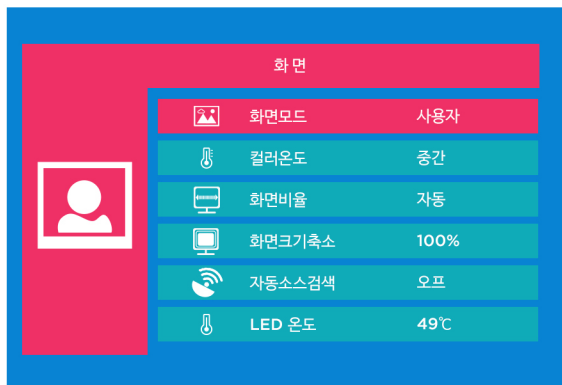 화면
화면모드 사용자
컬러온도 중간
화면비율 자동
화면크기축소 100%
자동소스검색 오프
LED 온도 49℃